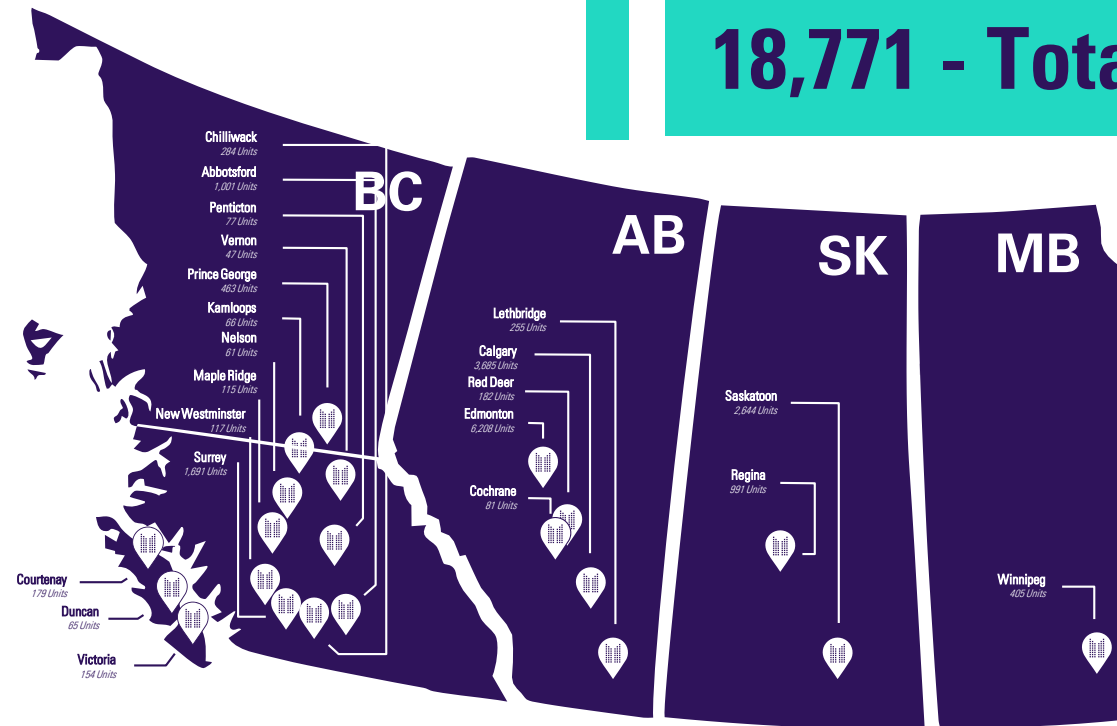 18,771 - Tota
BC
AB
SK
MB
Chilliwack
284 Units
Abbotsford
1,001 Units
Penticton
77 Units
Vernon
47 Units
Prince George
463 Units
Kamloops
66 Units
Nelson
61 Units
Maple Ridge
115 Units
New Westminster
117 Units
Surrey
1,691 Units
Courtenay
179 Units
Duncan
65 Units
Victoria
154 Units
Lethbridge
255 Units
Calgary
3,685 Units
Red Deer
182 Units
Edmonton
6,208 Units
Cochrane
81 Units
Saskatoon
2,644 Units
Regina
991 Units
Winnipeg
405 Units